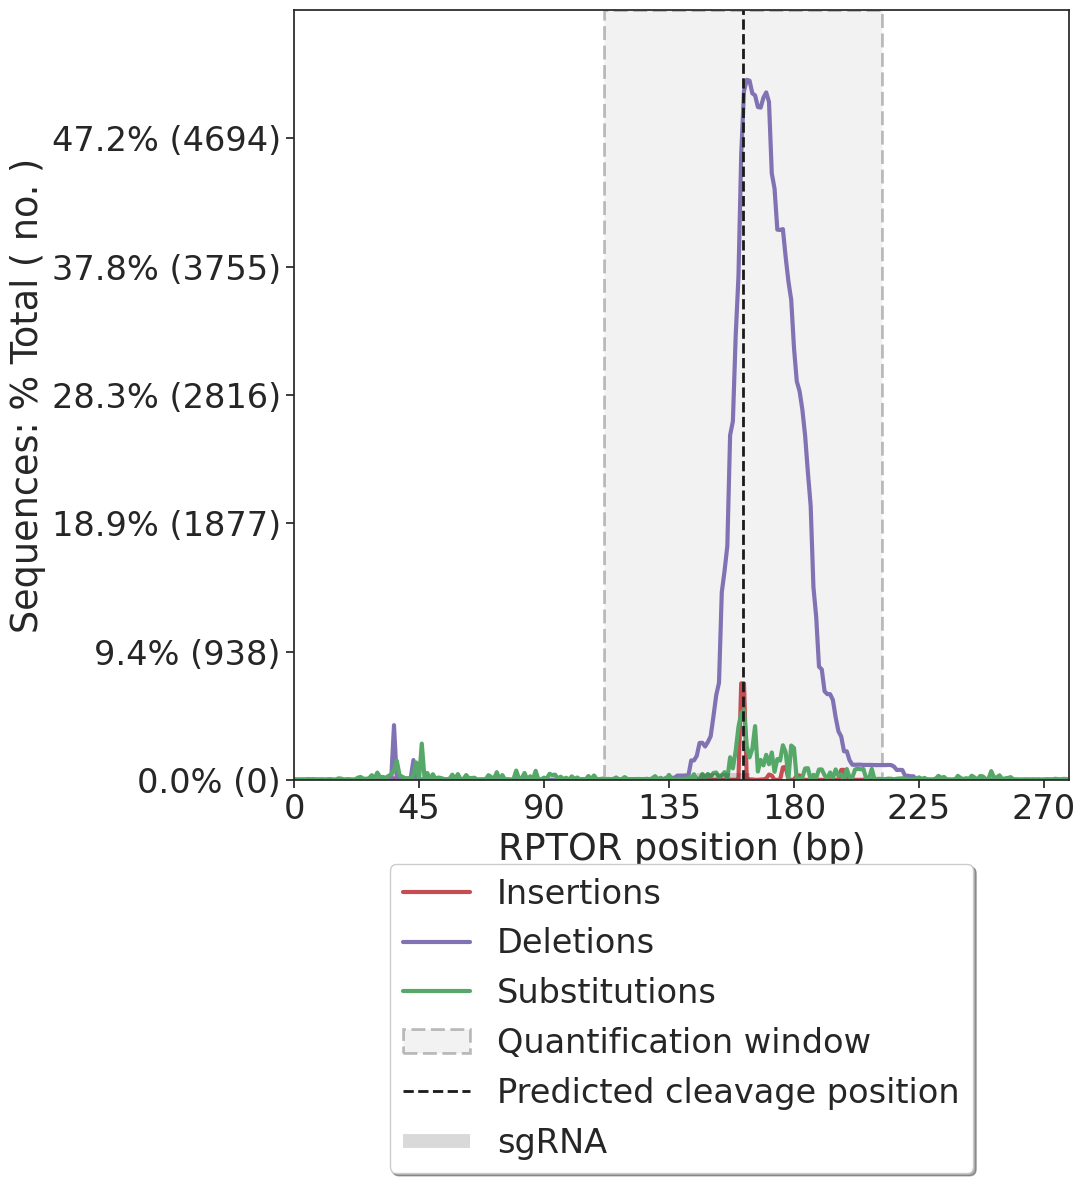 Sequences: % Total ( no. )
47.2% (4694)
37.8% (3755)
28.3% (2816)
18.9% (1877)
9.4% (938)
0.0% (0)
0 45 90 135 180 225 270
RPTOR position (bp)
Insertions
Deletions
Substitutions
Quantification window
Predicted cleavage position
sgRNA